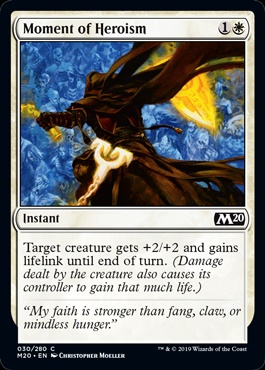 Moment of Heroism 1
Instant M20
Target creature gets +2/+2 and gains
lifelink until end of turn. (Damage
dealt by the creature also causes its
controller to gain that much life.)
“My faith is stronger than fang, claw, or
mindless hunger.”
030/280 C
M20 • EN Christopher Moeller ™ & © 2019 Wizards of the Coast